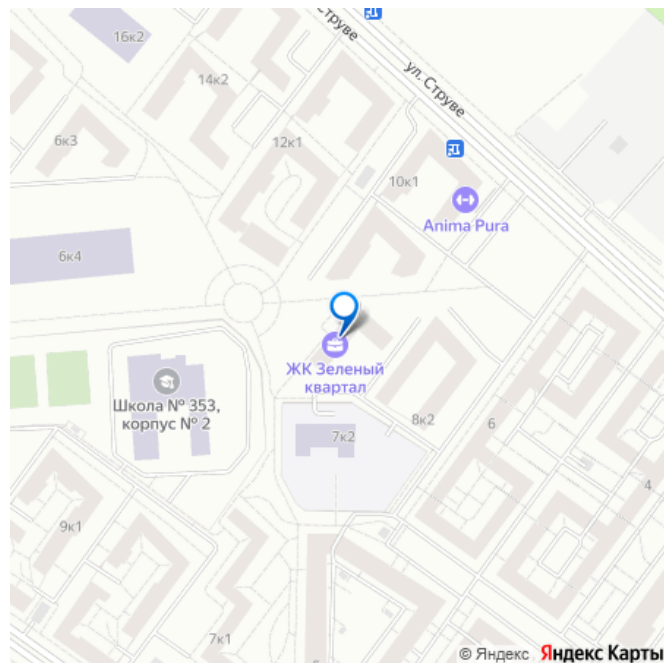 16к2
Струве
ул. Струве
14к2
12к1
6к3
10к1
Anima Pura
6к4
ЖК Зеленый
квартал
Школа № 353,
корпус № 2
8к2
6
7к2
4
9к1
7к1
© Яндекс Яндекс Карты